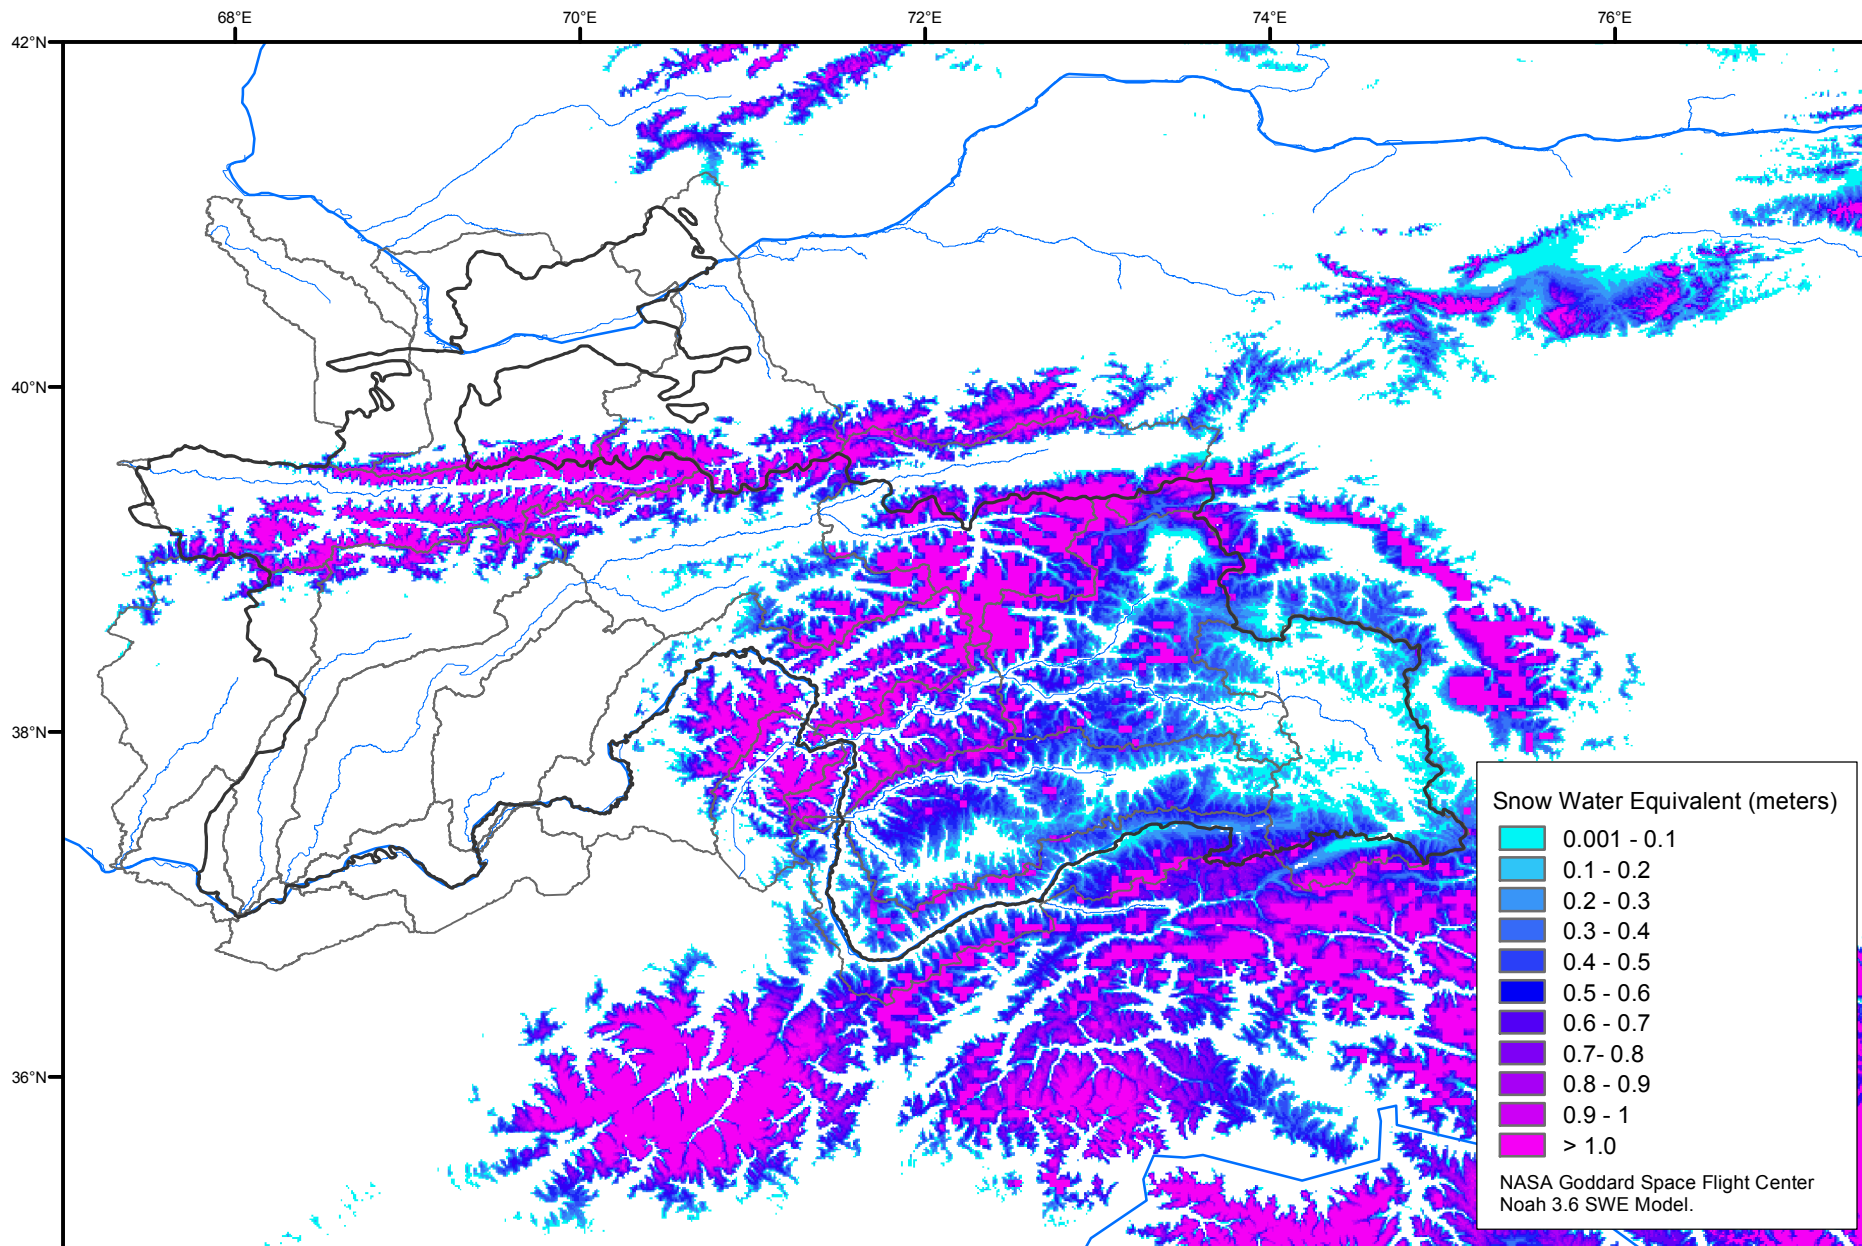 68°E
70°E
72°E
74°E
76°E
42°N
40°N
38°N
36°N
Snow Water Equivalent (meters)
0.001 - 0.1
0.1 - 0.2
0.2 - 0.3
0.3 - 0.4
0.4 - 0.5
0.5 - 0.6
0.6 - 0.7
0.7- 0.8
0.8 - 0.9
0.9 - 1
> 1.0
NASA Goddard Space Flight Center
Noah 3.6 SWE Model.